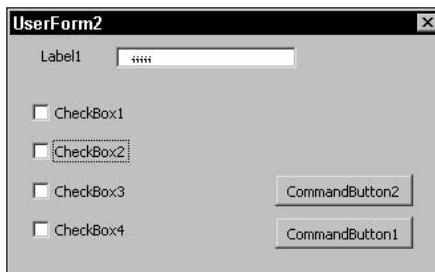 UserForm2
Label1
CheckBox1
CheckBox2
CheckBox3
CommandButton2
CheckBox4
CommandButton1